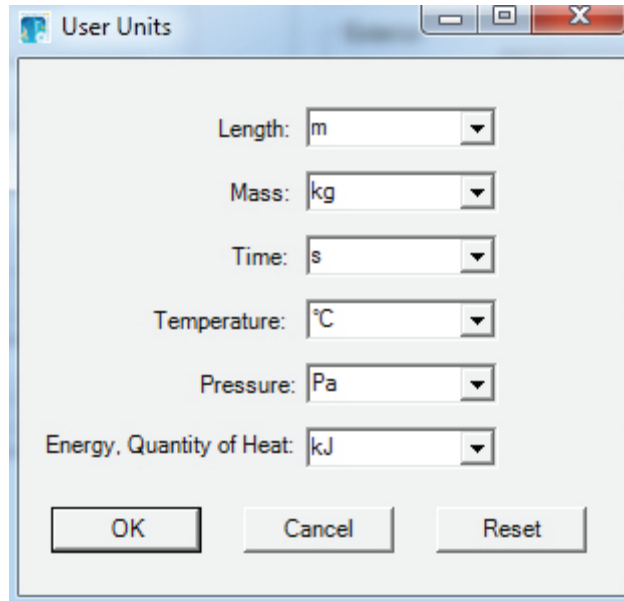 User Units
Length: m
Mass: kg
Time: s
Temperature: °C
Pressure: Pa
Energy, Quantity of Heat: kJ
OK Cancel Reset